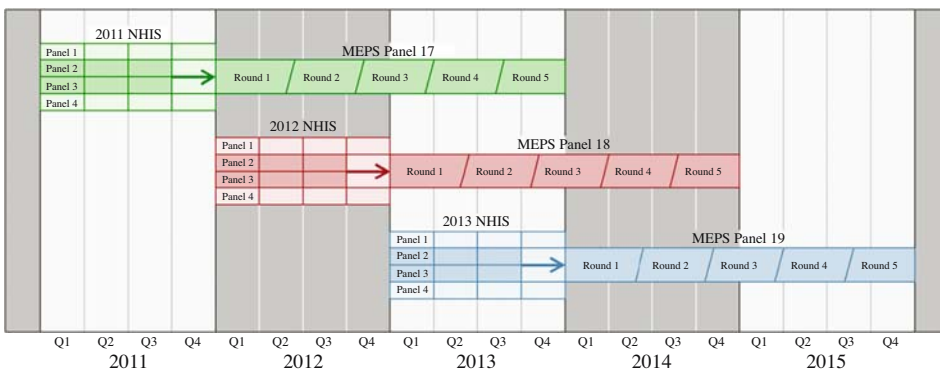 2011 NHIS
Panel 1
Panel 2
Panel 3
Panel 4
MEPS Panel 17
Round 1 Round 2 Round 3 Round 4 Round 5
2012 NHIS
Panel 1
Panel 2
Panel 3
Panel 4
MEPS Panel 18
Round 1 Round 2 Round 3 Round 4 Round 5
2013 NHIS
Panel 1
Panel 2
Panel 3
Panel 4
MEPS Panel 19
Round 1 Round 2 Round 3 Round 4 Round 5
Q1 Q2 Q3 Q4 Q1 Q2 Q3 Q4 Q1 Q2 Q3 Q4 Q1 Q2 Q3 Q4 Q1 Q2 Q3 Q4
2011 2012 2013 2014 2015